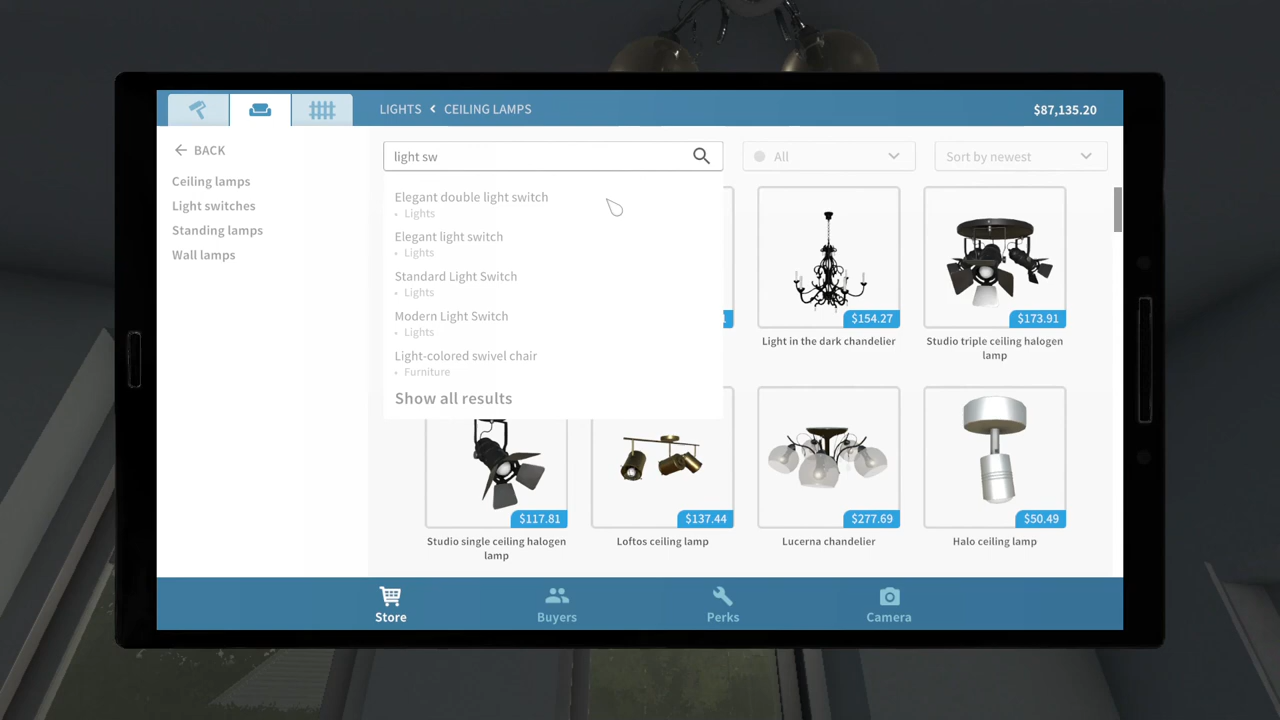 LIGHTS < CEILING LAMPS
$87,135.20
BACK
Ceiling lamps
Light switches
Standing lamps
Wall lamps
light sw
All
Sort by newest
Elegant double light switch
• Lights
Elegant light switch
• Lights
Standard Light Switch
• Lights
Modern Light Switch
• Lights
Light-colored swivel chair
• Furniture
Show all results
1
$154.27
$173.91
Light in the dark chandelier
Studio triple ceiling halogen
lamp
$117.81
$137.44
$277.69
$50.49
Studio single ceiling halogen
lamp
Loftos ceiling lamp
Lucerna chandelier
Halo ceiling lamp
Store
Buyers
Perks
Camera